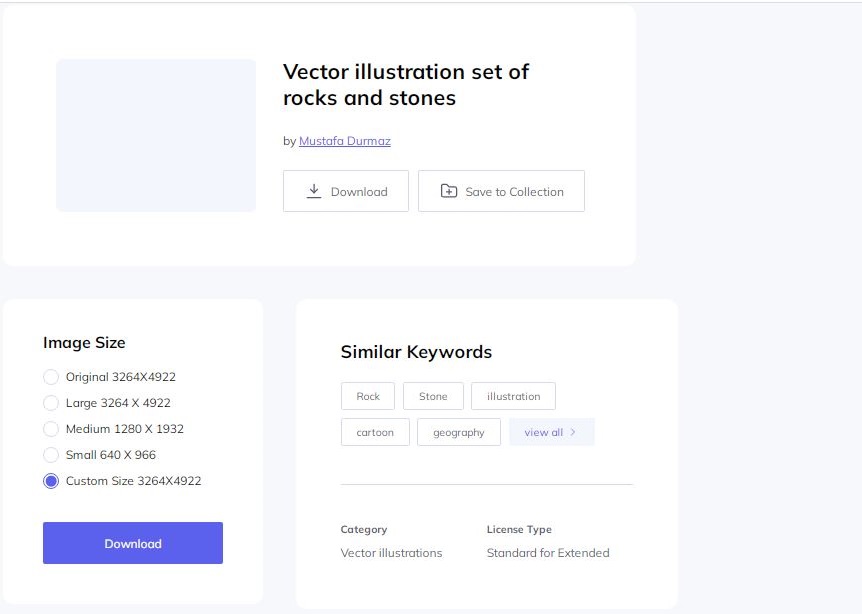 Vector illustration set of
rocks and stones
by Mustafa Durmaz
Download
Save to Collection
Image Size
Original 3264X4922
Large 3264 X 4922
Medium 1280 X 1932
Small 640 X 966
Custom Size 3264X4922
Download
Similar Keywords
Rock Stone illustration
cartoon geography view all
Category
Vector illustrations
License Type
Standard for Extended